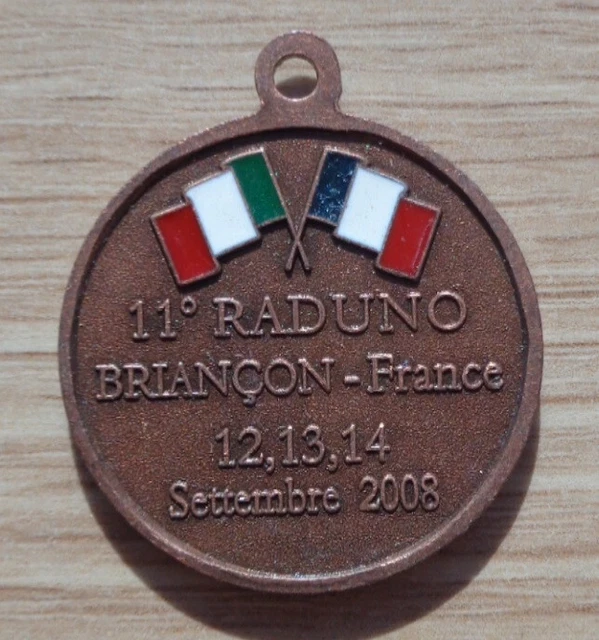 11° RADUNO
BRIANÇON - France
12, 13, 14
Settembre 2008